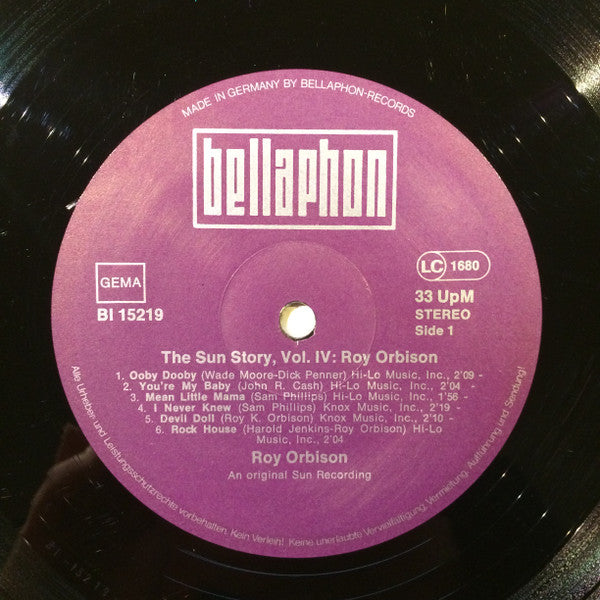 MADE IN GERMANY BY BELLAPHON-RECORDS
bellaphon
GEMA
BI 15219
LC 1680
33 UpM
STEREO
Side 1
The Sun Story, Vol. IV: Roy Orbison
1. Ooby Dooby (Wade Moore-Dick Penner) Hi-Lo Music, Inc., 2'09 -
2. You're My Baby (John R. Cash) Hi-Lo Music, Inc., 2'04 -
3. Mean Little Mama (Sam Phillips) Hi-Lo Music, Inc., 1'56 -
4. I Never Knew (Sam Phillips) Knox Music, Inc., 2'19 -
5. Devil Doll (Roy K. Orbison) Knox Music, Inc., 2'10 -
6. Rock House (Harold Jenkins-Roy Orbison) Hi-Lo
Music, Inc., 2'04
Roy Orbison
An original Sun Recording
Alle Urheber und Leistungsschutzrechte vorbehalten. Kein Verleih! Keine unerlaubte Vervielfältigung, Vermietung, Aufführung und Sendung!